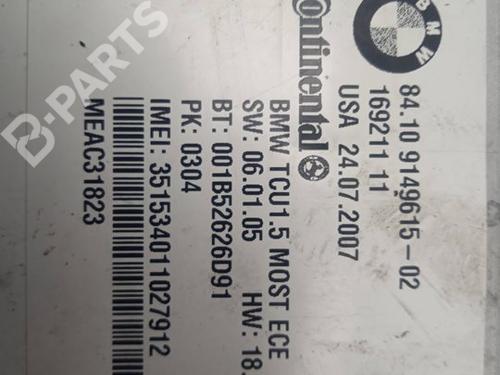 BMW
84.10 9149615-02
169211 11
USA 24.07.2007
Continental
BMW TCU1.5 MOST ECE
SW: 06.01.05 HW: 18.
BT: 001B52626D91
PK: 0304
IMEI: 351534011027912
MEAC31823
B-PARTS